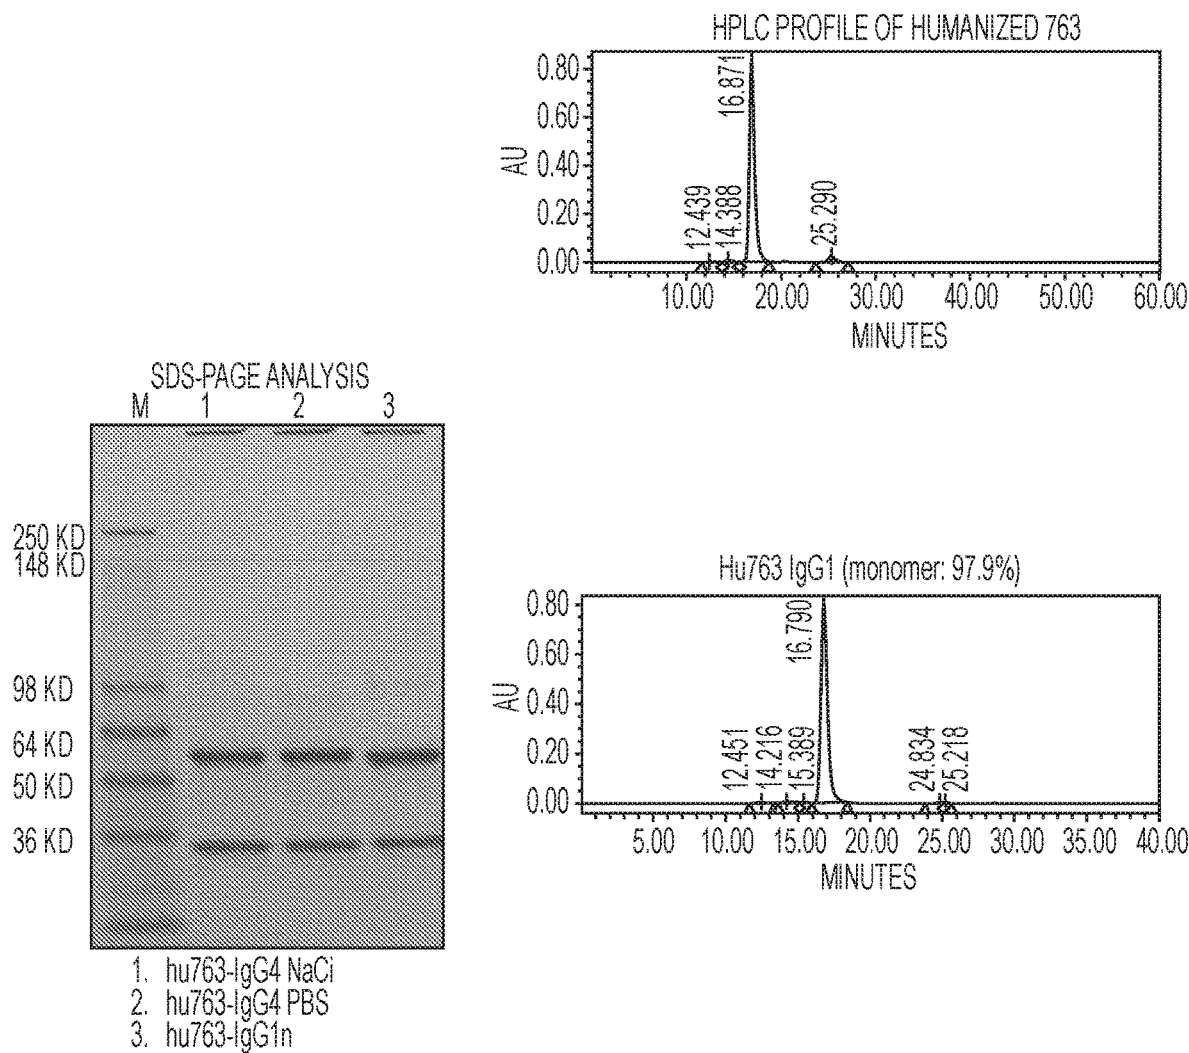 HPLC PROFILE OF HUMANIZED 763
0.80
0.60
0.40
0.20
0.00
AU
12.439
14.388
16.871
25.290
10.00 20.00 30.00 40.00 50.00 60.00
MINUTES
SDS-PAGE ANALYSIS
M 1 2 3
250 KD
148 KD
98 KD
64 KD
50 KD
36 KD
1. hu763-IgG4 NaCi
2. hu763-IgG4 PBS
3. hu763-IgG1n
Hu763 IgG1 (monomer: 97.9%)
0.80
0.60
0.40
0.20
0.00
AU
12.451
14.216
15.389
16.790
24.834
25.218
5.00 10.00 15.00 20.00 25.00 30.00 35.00 40.00
MINUTES